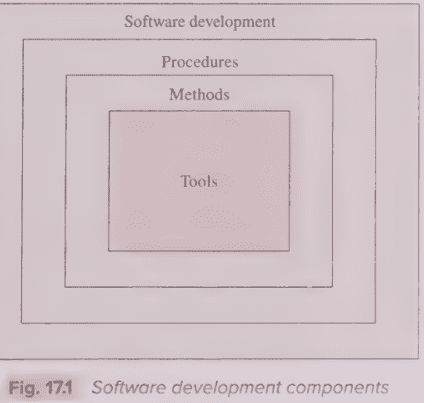 Software development
Procedures
Methods
Tools
Fig. 17.1 Software development components